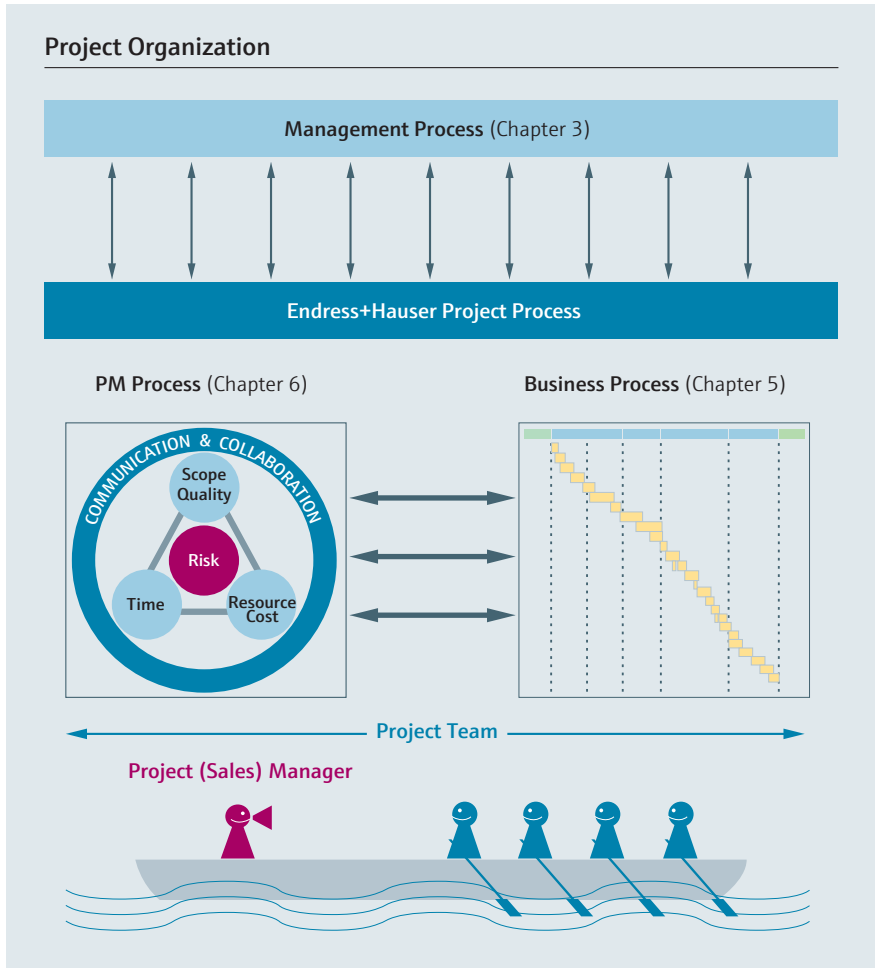 Project Organization
Management Process (Chapter 3)
Endress+Hauser Project Process
PM Process (Chapter 6)
Business Process (Chapter 5)
COMMUNICATION & COLLABORATION
Scope
Quality
Risk
Time
Resource
Cost
Project Team
Project (Sales) Manager